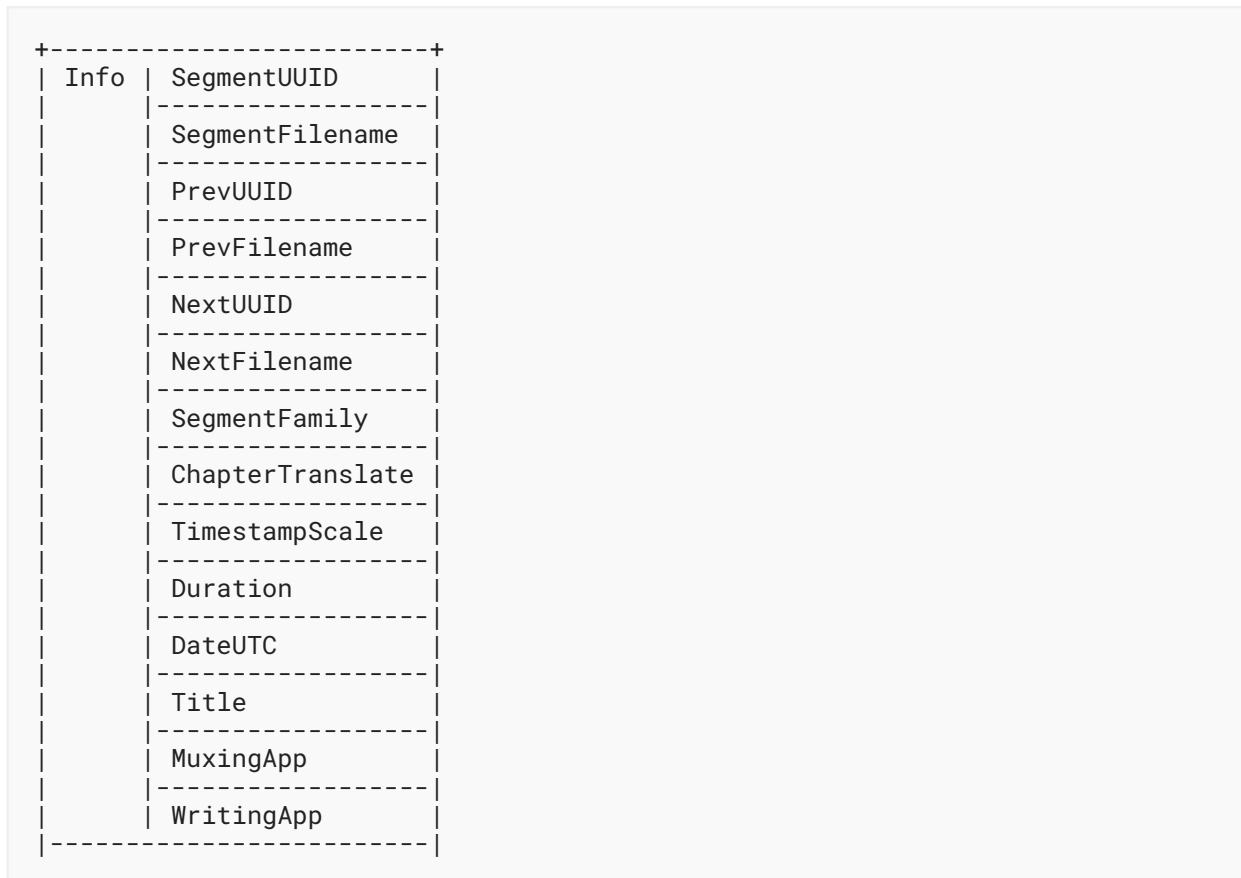 +-------------------------+
| Info | SegmentUUID      |
|      |------------------|
|      | SegmentFilename  |
|      |------------------|
|      | PrevUUID         |
|      |------------------|
|      | PrevFilename     |
|      |------------------|
|      | NextUUID         |
|      |------------------|
|      | NextFilename     |
|      |------------------|
|      | SegmentFamily    |
|      |------------------|
|      | ChapterTranslate |
|      |------------------|
|      | TimestampScale   |
|      |------------------|
|      | Duration         |
|      |------------------|
|      | DateUTC          |
|      |------------------|
|      | Title            |
|      |------------------|
|      | MuxingApp        |
|      |------------------|
|      | WritingApp       |
|-------------------------|